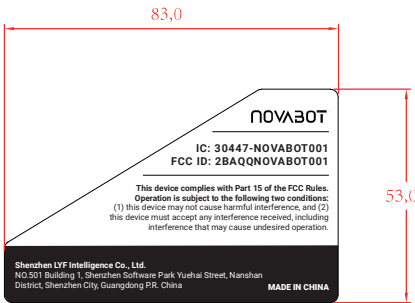 83,0
NOVABOT
IC: 30447-NOVABOT001
FCC ID: 2BAQQNOVABOT001
This device complies with Part 15 of the FCC Rules.
Operation is subject to the following two conditions:
(1) this device may not cause harmful interference, and (2)
this device must accept any interference received, including
interference that may cause undesired operation.
53,0
Shenzhen LYF Intelligence Co., Ltd.
NO.501 Building 1, Shenzhen Software Park Yuehai Street, Nanshan
District, Shenzhen City, Guangdong P.R. China
MADE IN CHINA